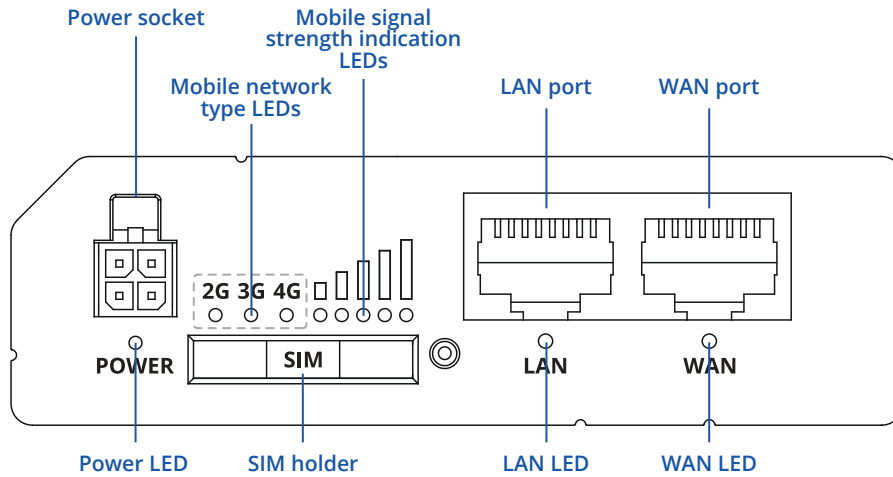 Power socket
Mobile signal
strength indication
LEDs
Mobile network
type LEDs
LAN port
WAN port
2G 3G 4G
POWER
SIM
LAN
WAN
Power LED
SIM holder
LAN LED
WAN LED